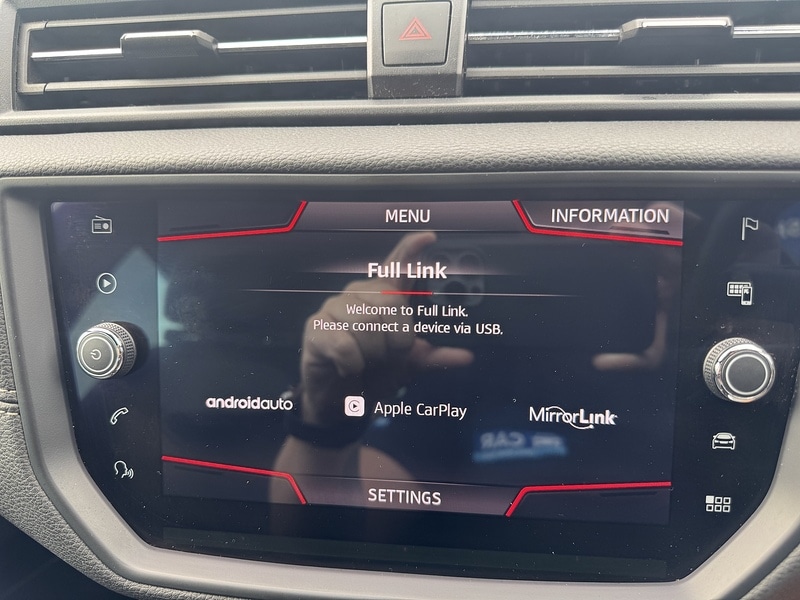 MENU
INFORMATION
Full Link
Welcome to Full Link.
Please connect a device via USB.
androidauto
Apple CarPlay
MirrorLink
SETTINGS